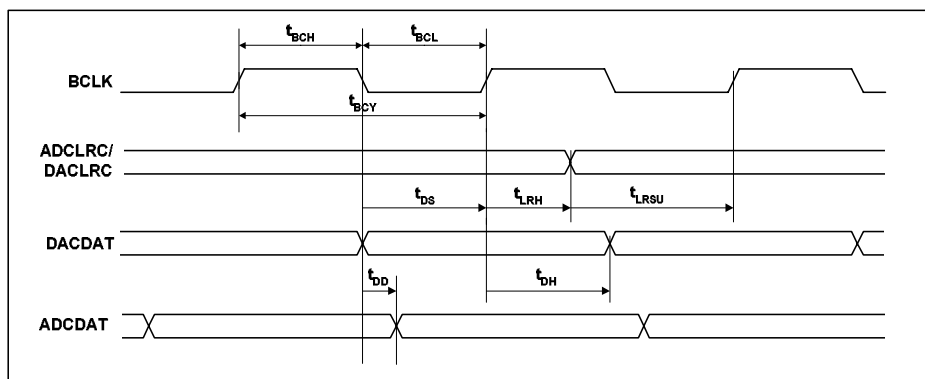 tBCH
tBCL
BCLK
tBCY
ADCLRC/
DACLRC
tDS
tLRH
tLRSU
DACDAT
tDD
tDH
ADCDAT